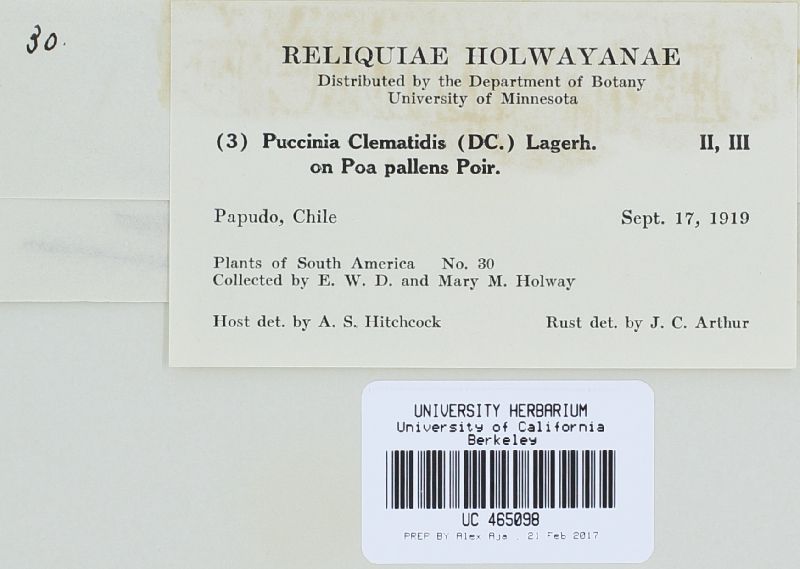 30.
RELIQUIAE HOLWAYANAE
Distributed by the Department of Botany
University of Minnesota
(3) Puccinia Clematidis (DC.) Lagerh. II, III
on Poa pallens Poir.
Papudo, Chile Sept. 17, 1919
Plants of South America No. 30
Collected by E. W. D. and Mary M. Holway
Host det. by A. S. Hitchcock Rust det. by J. C. Arthur
UNIVERSITY HERBARIUM
University of California
Berkeley
UC 465098
PREP BY Alex Aja . 21 Feb 2017